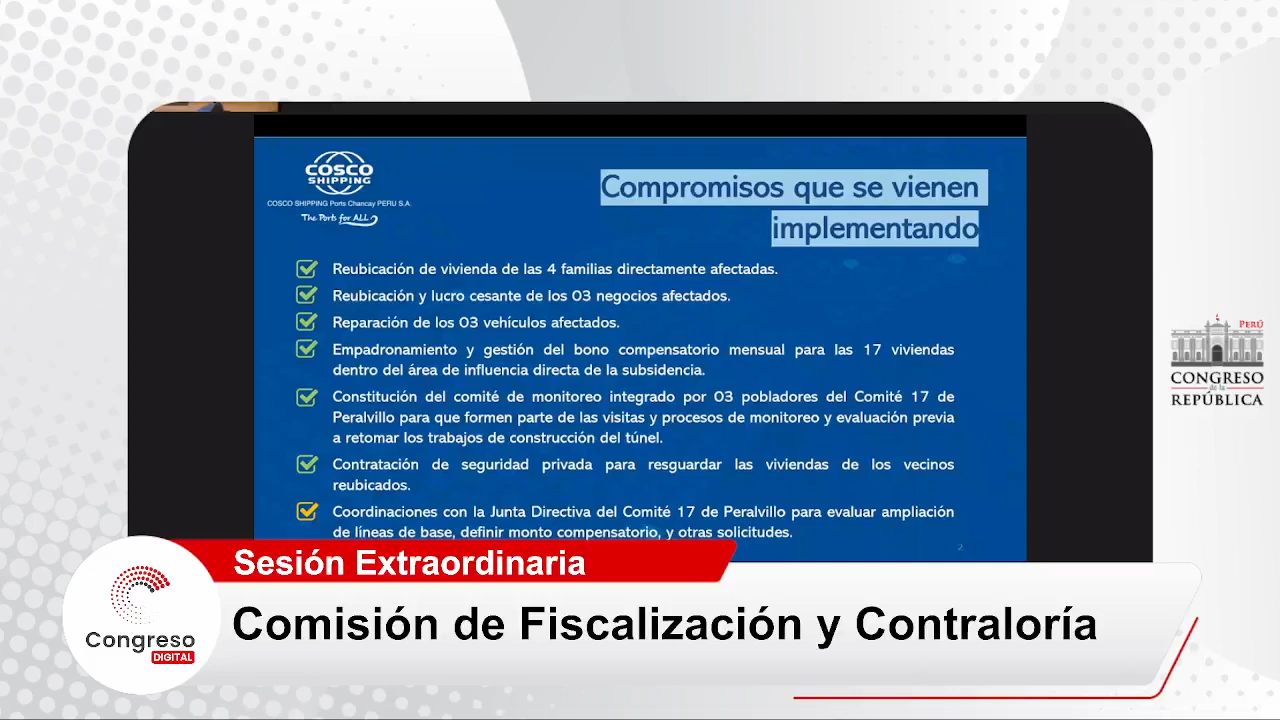 COSCO
SHIPPING
COSCO SHIPPING Ports Chancay PERU S.A.
The Ports for ALL
Compromisos que se vienen
implementando
Reubicación de vivienda de las 4 familias directamente afectadas.
Reubicación y lucro cesante de los 03 negocios afectados.
Reparación de los 03 vehículos afectados.
Empadronamiento y gestión del bono compensatorio mensual para las 17 viviendas
dentro del área de influencia directa de la subsidencia.
Constitución del comité de monitoreo integrado por 03 pobladores del Comité 17 de
Peralvillo para que formen parte de las visitas y procesos de monitoreo y evaluación previa
a retomar los trabajos de construcción del túnel.
Contratación de seguridad privada para resguardar las viviendas de los vecinos
reubicados.
Coordinaciones con la Junta Directiva del Comité 17 de Peralvillo para evaluar ampliación
de líneas de base, definir monto compensatorio, y otras solicitudes.
2
PERÚ
CONGRESO
de la
REPÚBLICA
Sesión Extraordinaria
Comisión de Fiscalización y Contraloría
Congreso
DIGITAL